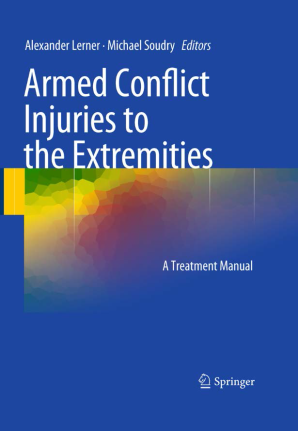 Alexander Lerner · Michael Soudry Editors
Armed Conflict
Injuries to
the Extremities
A Treatment Manual
Springer